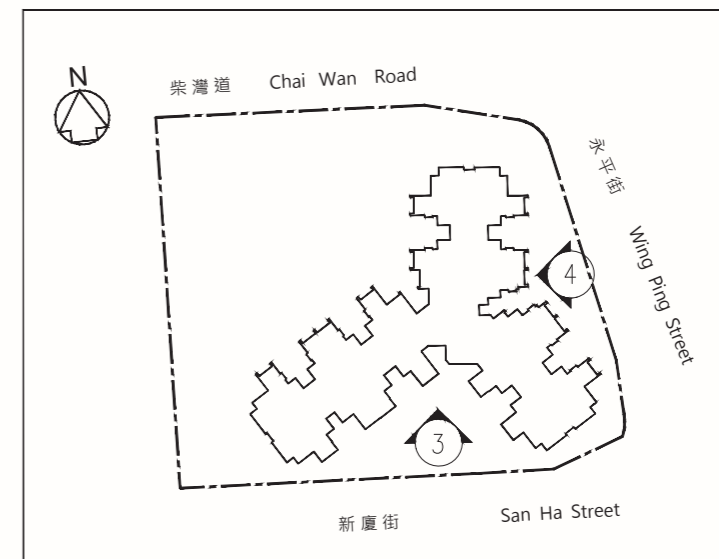 N
柴灣道 Chai Wan Road
永平街 Wing Ping Street
4
3
新廈街 San Ha Street